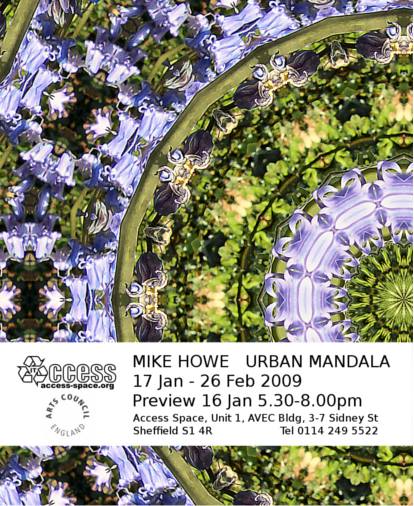 access
access-space.org
ARTS COUNCIL
ENGLAND
MIKE HOWE URBAN MANDALA
17 Jan - 26 Feb 2009
Preview 16 Jan 5.30-8.00pm
Access Space, Unit 1, AVEC Bldg, 3-7 Sidney St
Sheffield S1 4R Tel 0114 249 5522